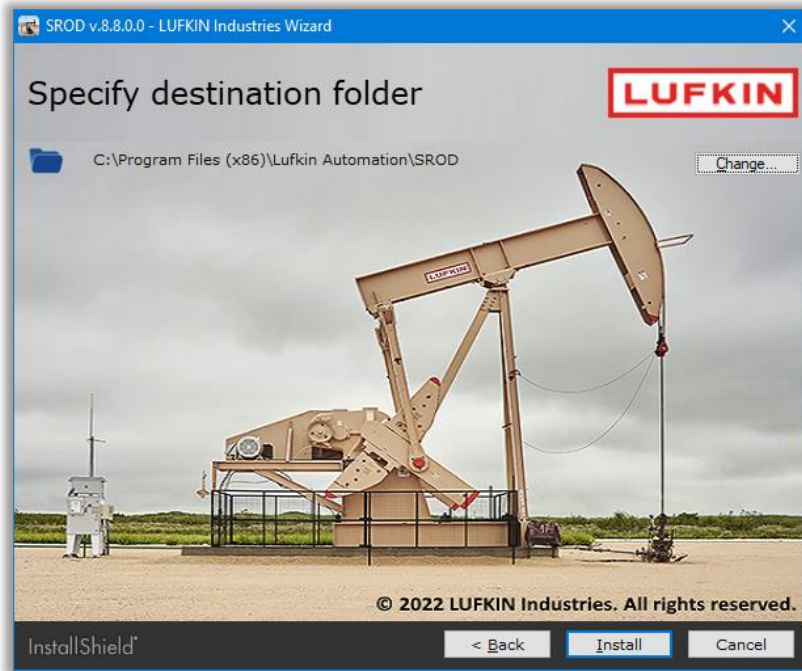 SROD v.8.8.0.0 - LUFKIN Industries Wizard
Specify destination folder
LUFKIN
C:\Program Files (x86)\Lufkin Automation\SROD
Change...
LUFKIN
© 2022 LUFKIN Industries. All rights reserved.
InstallShield
< Back
Install
Cancel